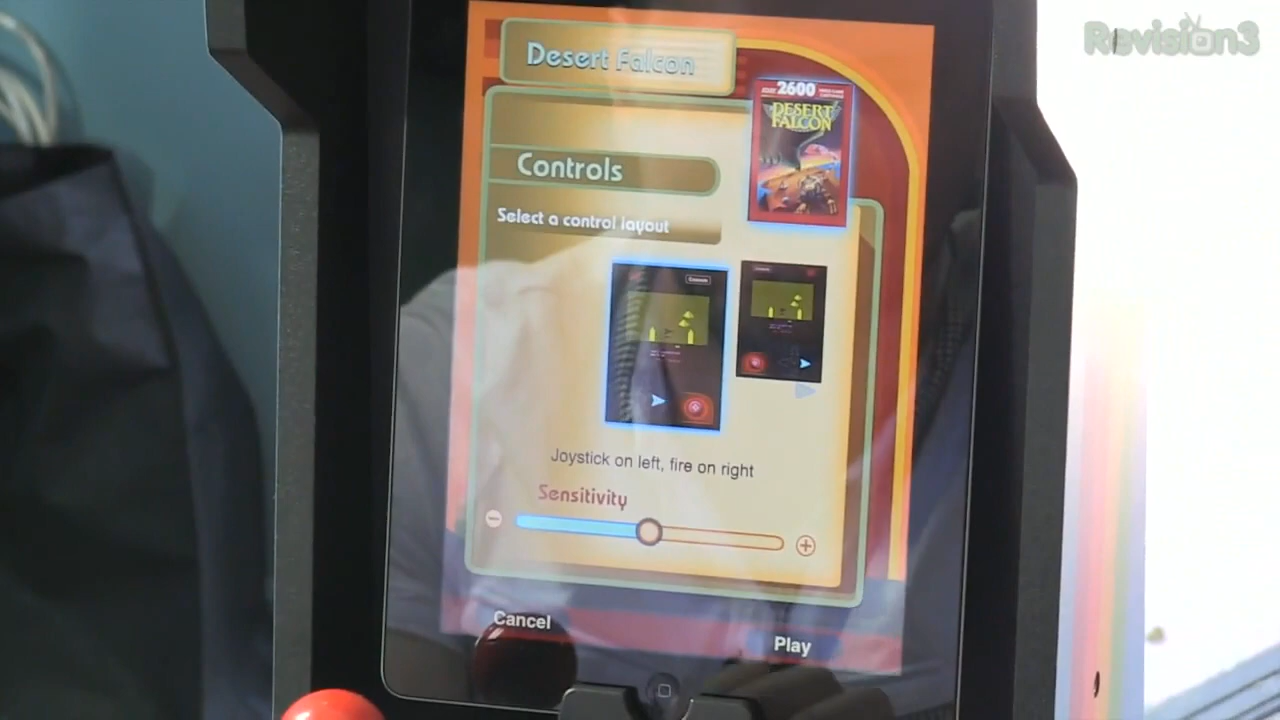 Revision3
Desert Falcon
2600
DESERT
FALCON
Controls
Select a control layout
Joystick on left, fire on right
Sensitivity
Cancel
Play